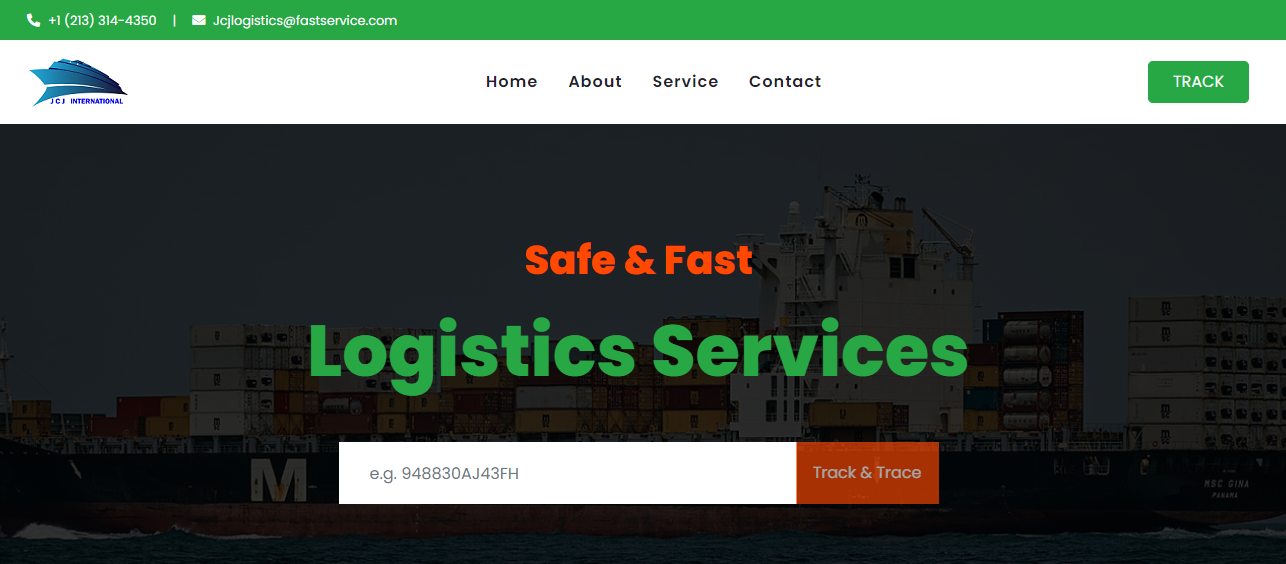 +1 (213) 314-4350 | Jcjlogistics@fastservice.com
J C J INTERNATIONAL
Home About Service Contact
TRACK
Safe & Fast
Logistics Services
e.g. 948830AJ43FH
Track & Trace
M
MSC GINA
PANAMA